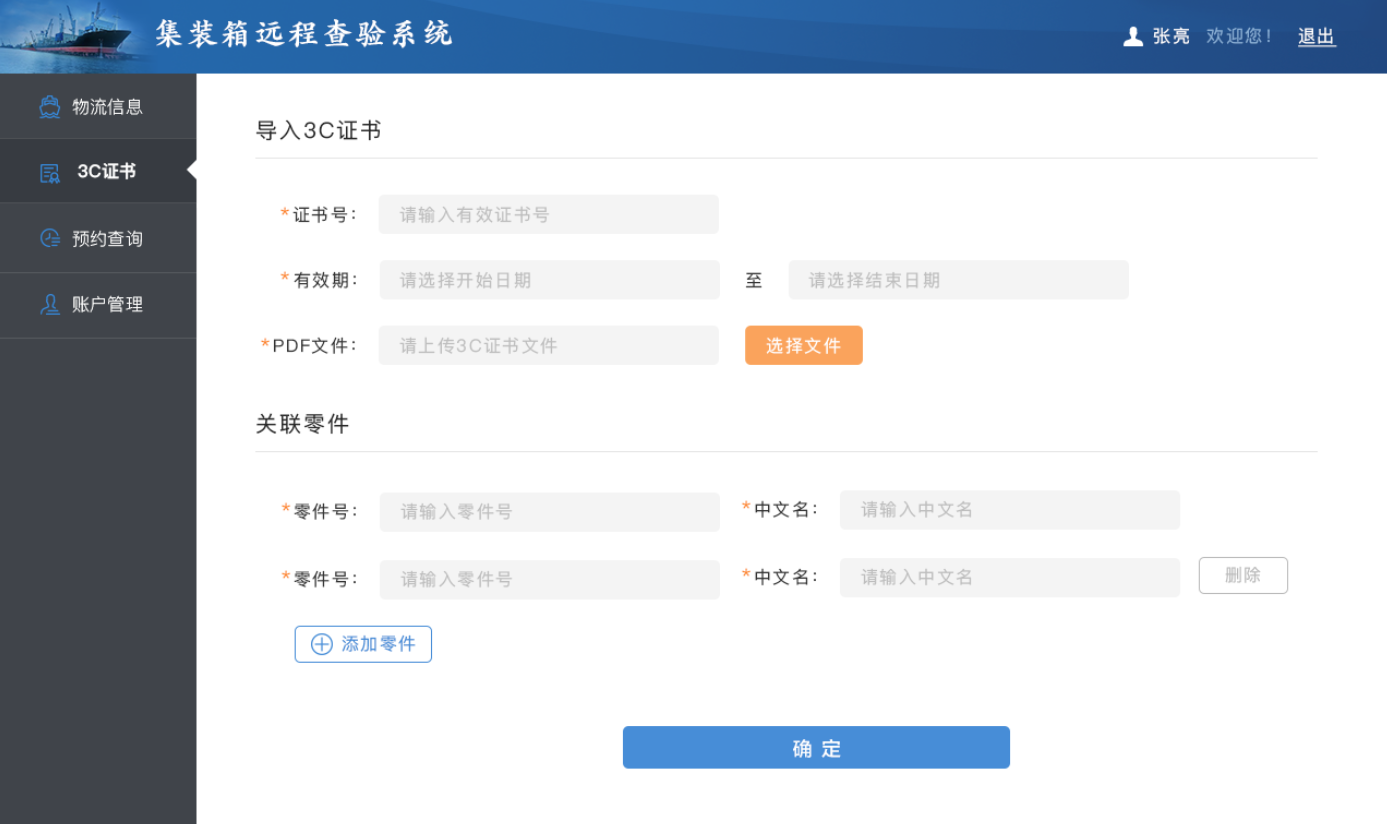 集装箱远程查验系统
张亮 欢迎您! 退出
物流信息
3C证书
预约查询
账户管理
导入3C证书
*证书号: 请输入有效证书号
*有效期: 请选择开始日期 至 请选择结束日期
*PDF文件: 请上传3C证书文件 选择文件
关联零件
*零件号: 请输入零件号 *中文名: 请输入中文名
*零件号: 请输入零件号 *中文名: 请输入中文名 删除
添加零件
确定